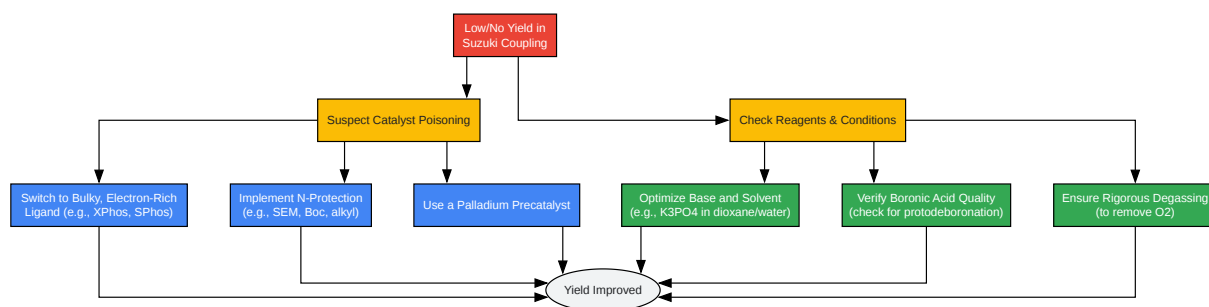 Low/No Yield in
Suzuki Coupling
Suspect Catalyst Poisoning
Check Reagents & Conditions
Switch to Bulky, Electron-Rich
Ligand (e.g., XPhos, SPhos)
Implement N-Protection
(e.g., SEM, Boc, alkyl)
Use a Palladium Precatalyst
Optimize Base and Solvent
(e.g., K3PO4 in dioxane/water)
Verify Boronic Acid Quality
(check for protodeboronation)
Ensure Rigorous Degassing
(to remove O2)
Yield Improved